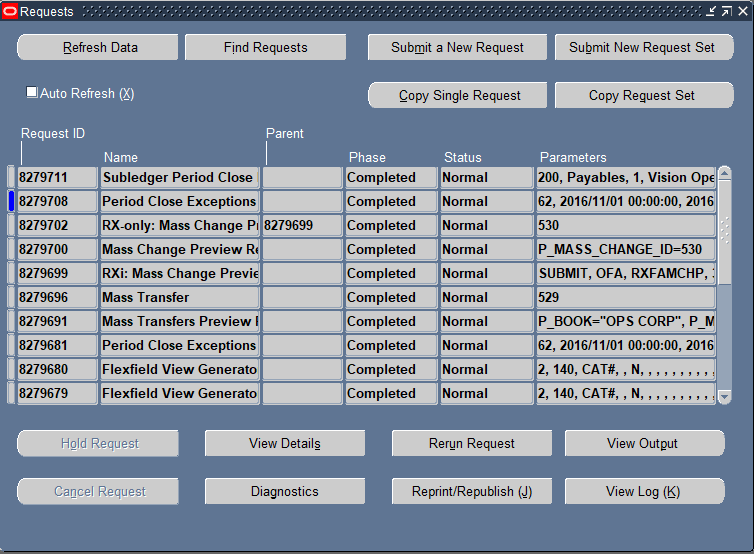 Requests
Refresh Data Find Requests Submit a New Request Submit New Request Set
Auto Refresh (X) Copy Single Request Copy Request Set
Request ID Parent
Name Phase Status Parameters
8279711 Subledger Period Close Completed Normal 200, Payables, 1, Vision Ope
8279708 Period Close Exceptions Completed Normal 62, 2016/11/01 00:00:00, 2016
8279702 RX-only: Mass Change Pr 8279699 Completed Normal 530
8279700 Mass Change Preview Re Completed Normal P_MASS_CHANGE_ID=530
8279699 RXi: Mass Change Previe Completed Normal SUBMIT, OFA, RXFAMCHP,
8279696 Mass Transfer Completed Normal 529
8279691 Mass Transfers Preview Completed Normal P_BOOK="OPS CORP", P_M
8279681 Period Close Exceptions Completed Normal 62, 2016/11/01 00:00:00, 2016
8279680 Flexfield View Generato Completed Normal 2, 140, CAT#, , N, , , , , , , , ,
8279679 Flexfield View Generato Completed Normal 2, 140, CAT#, , N, , , , , , , , ,
Hold Request View Details Rerun Request View Output
Cancel Request Diagnostics Reprint/Republish (J) View Log (K)